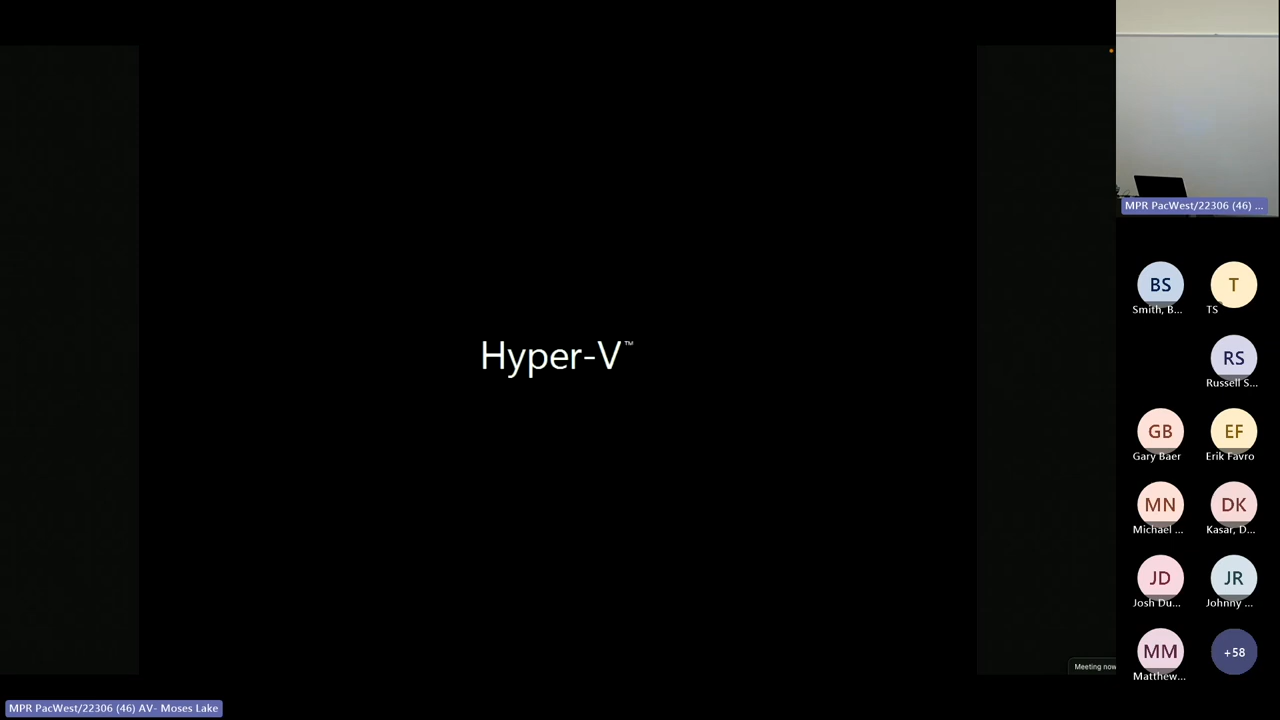 Hyper-V™
Meeting now
MPR PacWest/22306 (46) AV- Moses Lake
MPR PacWest/22306 (46) ...
BS
Smith, B...
T
TS
RS
Russell S...
GB
Gary Baer
EF
Erik Favro
MN
Michael ...
DK
Kasar, D...
JD
Josh Du...
JR
Johnny ...
MM
Matthew...
+58